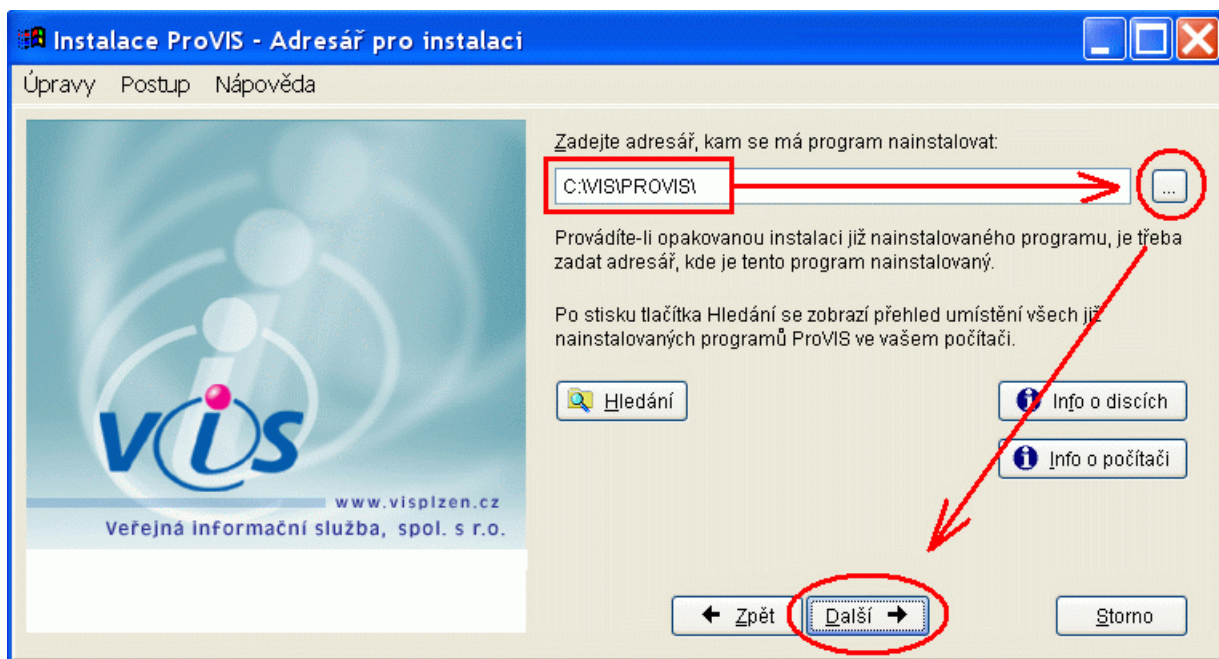 Instalace ProVIS - Adresář pro instalaci
Úpravy Postup Nápověda
Zadejte adresář, kam se má program nainstalovat:
C:\VIS\PROVIS\
...
Provádíte-li opakovanou instalaci již nainstalovaného programu, je třeba
zadat adresář, kde je tento program nainstalovaný.
Po stisku tlačítka Hledání se zobrazí přehled umístění všech již
nainstalovaných programů ProVIS ve vašem počítači.
Hledání
Info o discích
Info o počítači
vis
www.visplzen.cz
Veřejná informační služba, spol. s r.o.
Zpět
Další
Storno